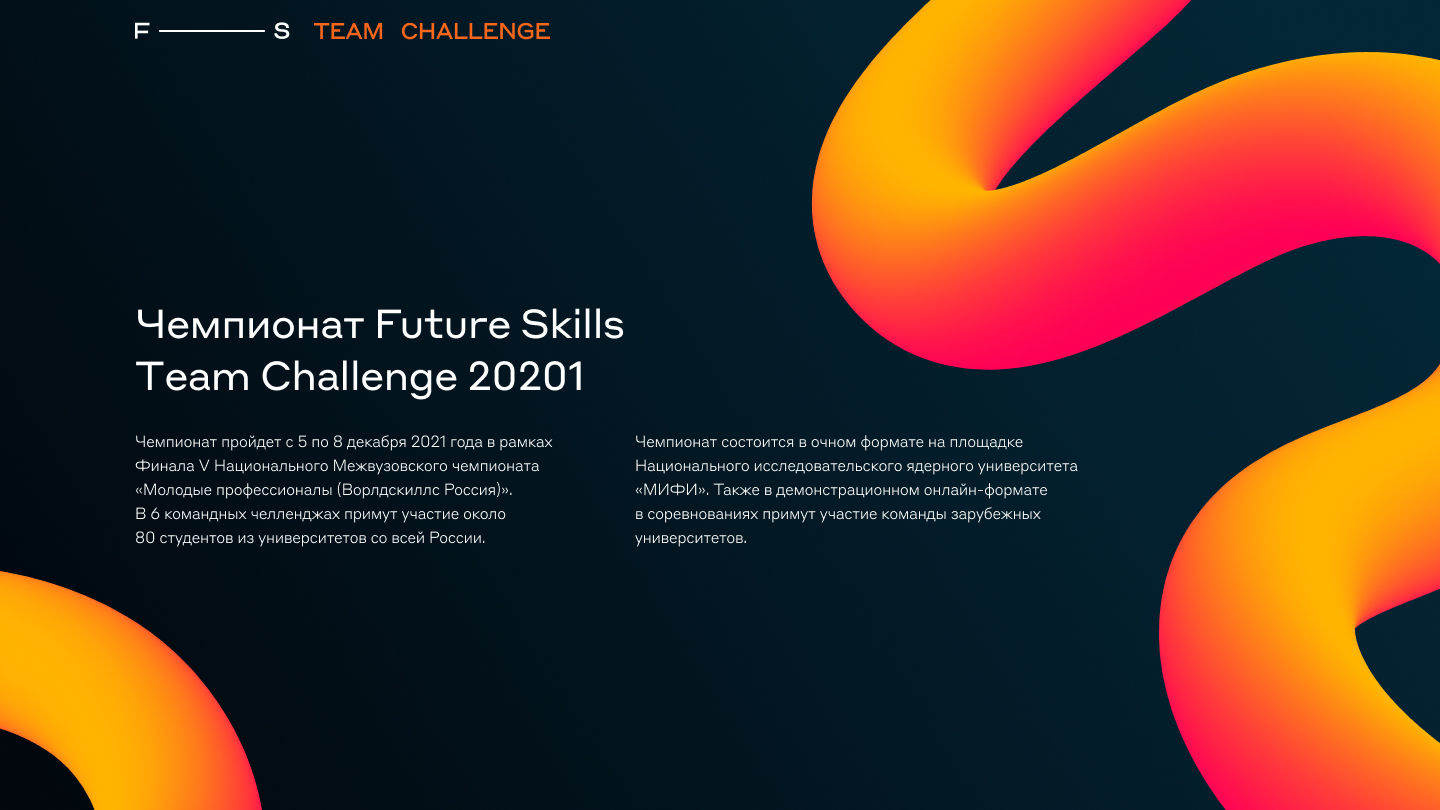 F S TEAM CHALLENGE
Чемпионат Future Skills
Team Challenge 20201
Чемпионат пройдет с 5 по 8 декабря 2021 года в рамках
Финала V Национального Межвузовского чемпионата
«Молодые профессионалы (Ворлдскиллс Россия)».
В 6 командных челленджах примут участие около
80 студентов из университетов со всей России.
Чемпионат состоится в очном формате на площадке
Национального исследовательского ядерного университета
«МИФИ». Также в демонстрационном онлайн-формате
в соревнованиях примут участие команды зарубежных
университетов.